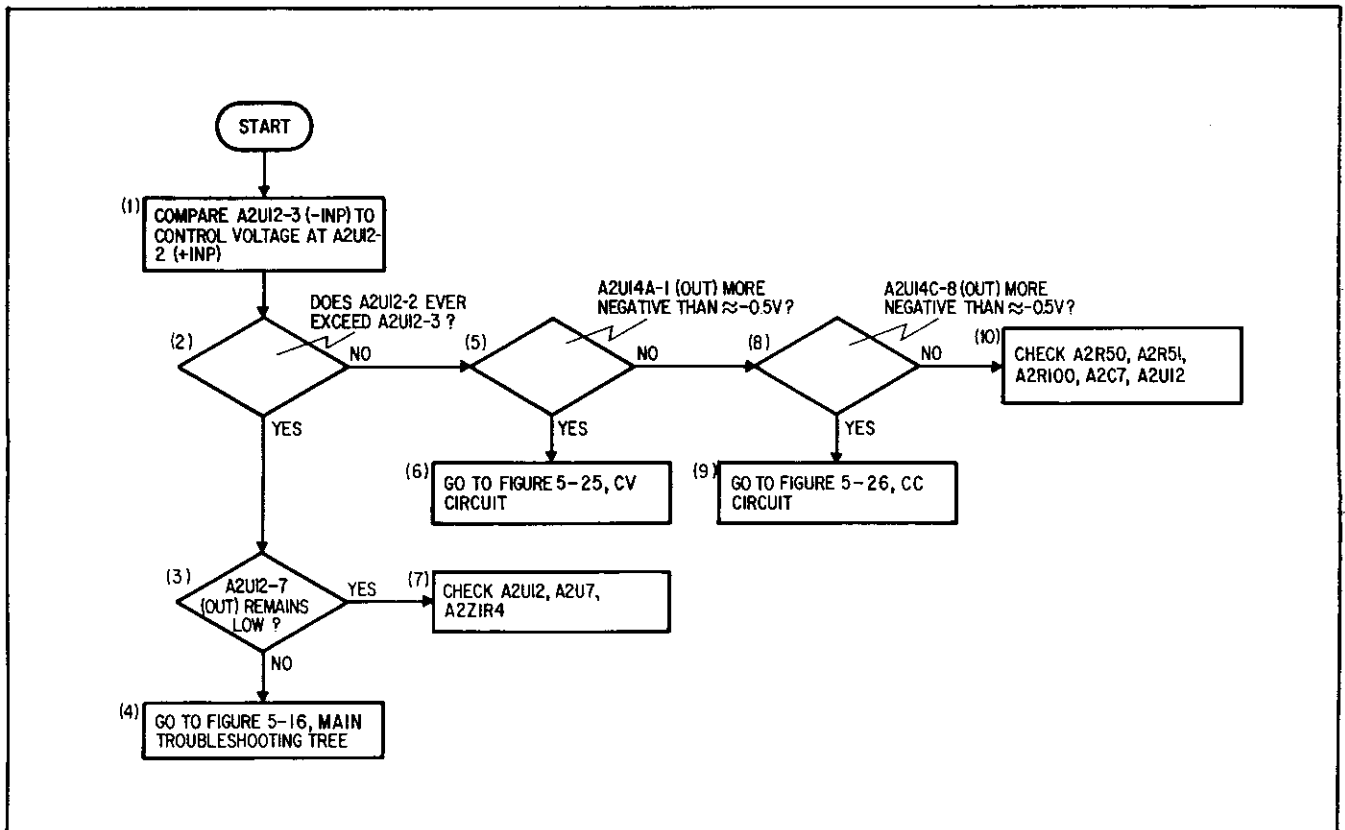 START
(1)
COMPARE A2U12-3 (-INP) TO
CONTROL VOLTAGE AT A2U12-
2 (+INP)
DOES A2U12-2 EVER
EXCEED A2U12-3 ?
(2)
NO
YES
A2U14A-1 (OUT) MORE
NEGATIVE THAN ≈-0.5V?
(5)
NO
YES
A2U14C-8 (OUT) MORE
NEGATIVE THAN ≈-0.5V?
(8)
NO
YES
(10)
CHECK A2R50, A2R51,
A2R100, A2C7, A2U12
(6)
GO TO FIGURE 5-25, CV
CIRCUIT
(9)
GO TO FIGURE 5-26, CC
CIRCUIT
(3)
A2U12-7
(OUT) REMAINS
LOW ?
YES
NO
(7)
CHECK A2U12, A2U7,
A2Z1R4
(4)
GO TO FIGURE 5-16, MAIN
TROUBLESHOOTING TREE